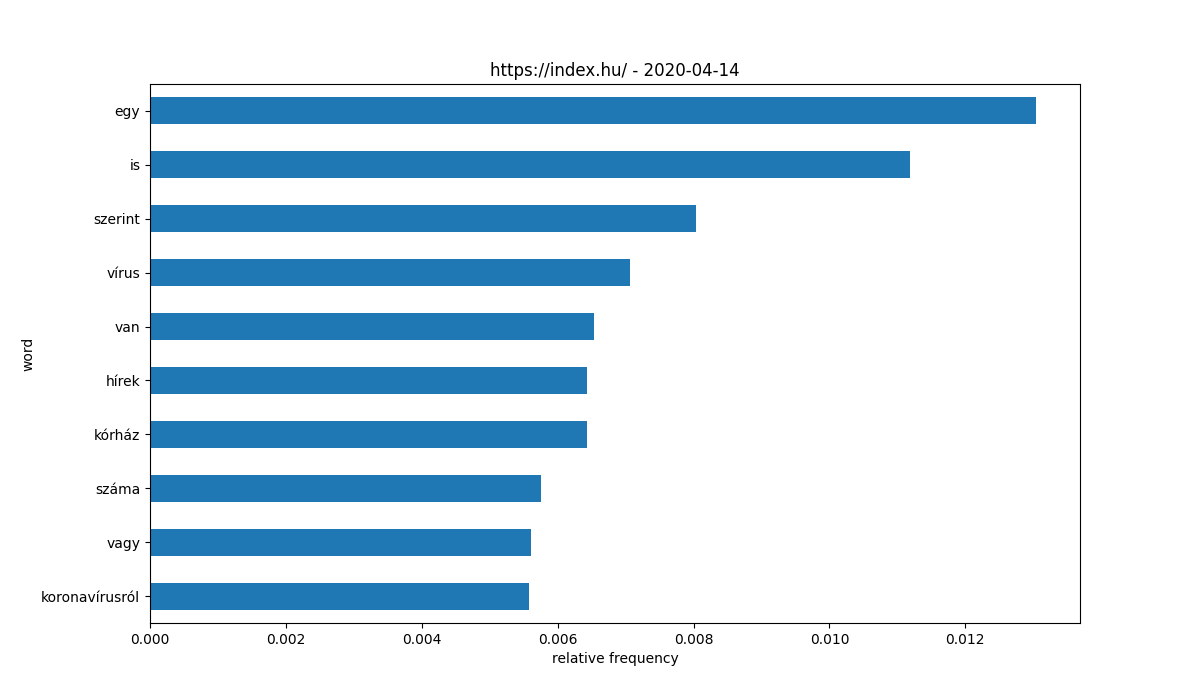 https://index.hu/ - 2020-04-14
word
egy
is
szerint
vírus
van
hírek
kórház
száma
vagy
koronavírusról
0.000 0.002 0.004 0.006 0.008 0.010 0.012
relative frequency